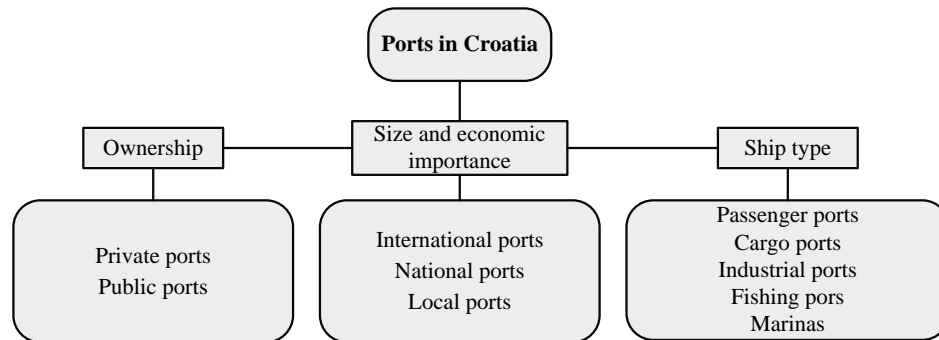 Ports in Croatia
Ownership
Size and economic
importance
Ship type
Private ports
Public ports
International ports
National ports
Local ports
Passenger ports
Cargo ports
Industrial ports
Fishing pors
Marinas